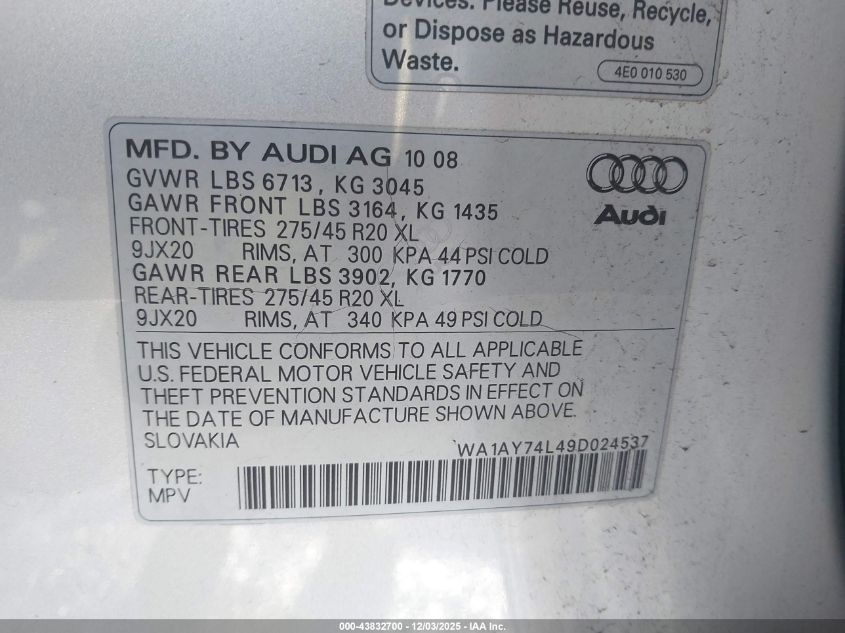 Devices. Please Reuse, Recycle,
or Dispose as Hazardous
Waste.
4E0 010 530
MFD. BY AUDI AG 10 08
GVWR LBS 6713, KG 3045
GAWR FRONT LBS 3164, KG 1435
FRONT-TIRES 275/45 R20 XL
9JX20 RIMS, AT 300 KPA 44 PSI COLD
GAWR REAR LBS 3902, KG 1770
REAR-TIRES 275/45 R20 XL
9JX20 RIMS, AT 340 KPA 49 PSI COLD
Audi
THIS VEHICLE CONFORMS TO ALL APPLICABLE
U.S. FEDERAL MOTOR VEHICLE SAFETY AND
THEFT PREVENTION STANDARDS IN EFFECT ON
THE DATE OF MANUFACTURE SHOWN ABOVE.
SLOVAKIA
WA1AY74L49D024537
TYPE:
MPV
000-43832700 - 12/03/2025 - IAA Inc.